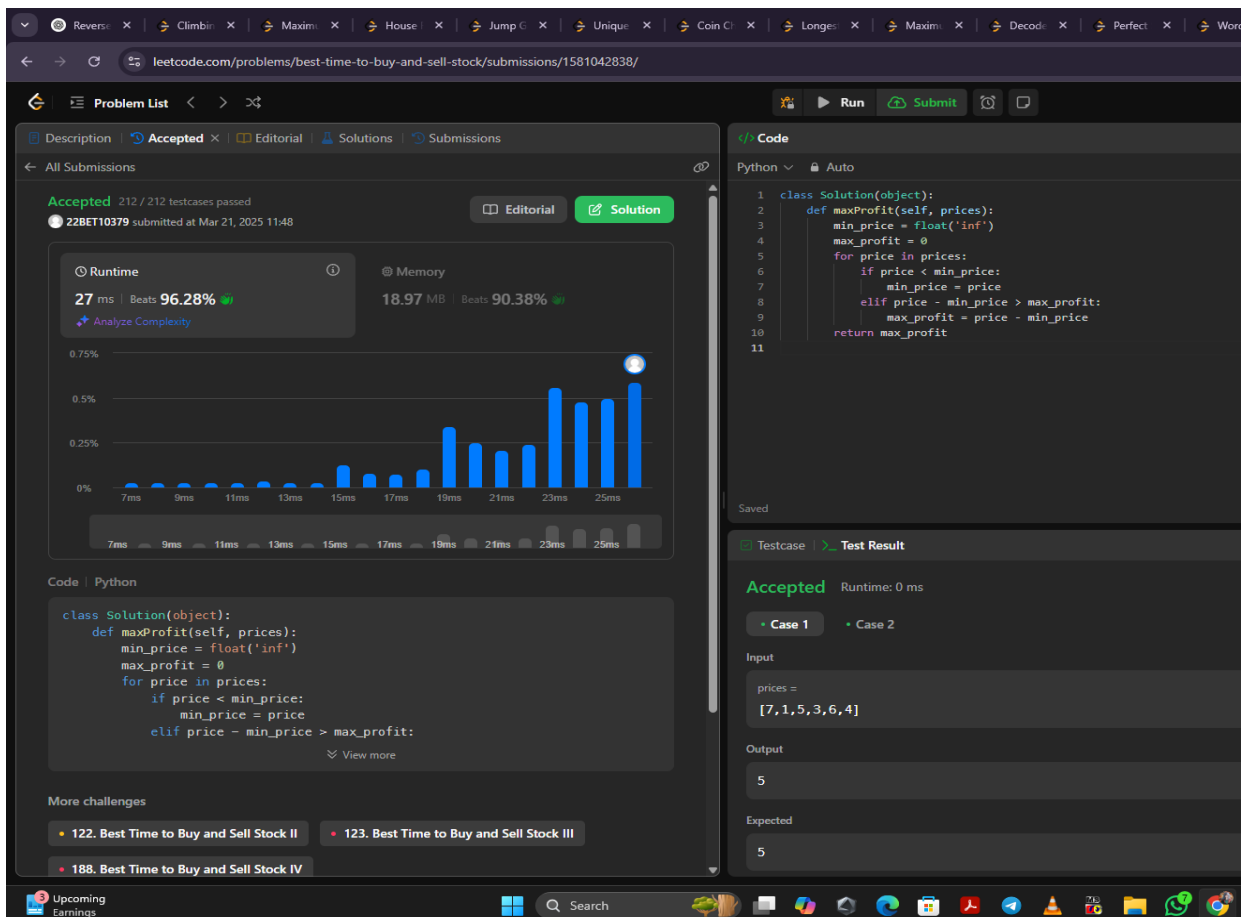 Reverse
Climbin
Maxim
House
Jump G
Unique
Coin Ch
Longes
Maxim
Decode
Perfect
Word
leetcode.com/problems/best-time-to-buy-and-sell-stock/submissions/1581042838/
Problem List
Run
Submit
Description
Accepted
Editorial
Solutions
Submissions
All Submissions
Accepted 212 / 212 testcases passed
22BET10379 submitted at Mar 21, 2025 11:48
Editorial
Solution
Runtime
27 ms | Beats 96.28%
Analyze Complexity
Memory
18.97 MB | Beats 90.38%
0.75%
0.5%
0.25%
0%
7ms 9ms 11ms 13ms 15ms 17ms 19ms 21ms 23ms 25ms
7ms 9ms 11ms 13ms 15ms 17ms 19ms 21ms 23ms 25ms
Code | Python
class Solution(object):
def maxProfit(self, prices):
min_price = float('inf')
max_profit = 0
for price in prices:
if price < min_price:
min_price = price
elif price - min_price > max_profit:
View more
More challenges
122. Best Time to Buy and Sell Stock II
123. Best Time to Buy and Sell Stock III
188. Best Time to Buy and Sell Stock IV
</> Code
Python
Auto
1 class Solution(object):
2 def maxProfit(self, prices):
3 min_price = float('inf')
4 max_profit = 0
5 for price in prices:
6 if price < min_price:
7 min_price = price
8 elif price - min_price > max_profit:
9 max_profit = price - min_price
10 return max_profit
11
Saved
Testcase
>_ Test Result
Accepted Runtime: 0 ms
Case 1
Case 2
Input
prices =
[7,1,5,3,6,4]
Output
5
Expected
5
3
Upcoming
Earnings
Search
7